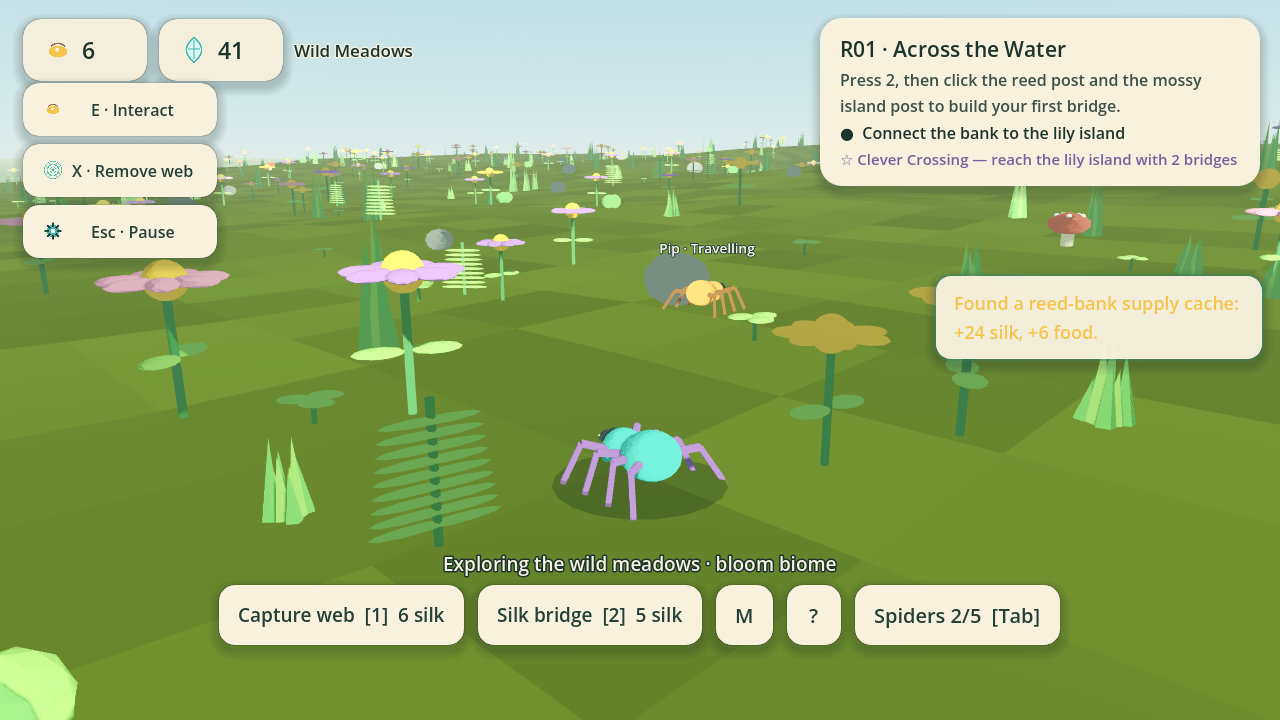 6
41
Wild Meadows
E · Interact
X · Remove web
Esc · Pause
R01 · Across the Water
Press 2, then click the reed post and the mossy
island post to build your first bridge.
● Connect the bank to the lily island
☆ Clever Crossing — reach the lily island with 2 bridges
Pip · Travelling
Found a reed-bank supply cache:
+24 silk, +6 food.
Exploring the wild meadows · bloom biome
Capture web [1] 6 silk
Silk bridge [2] 5 silk
M
?
Spiders 2/5 [Tab]